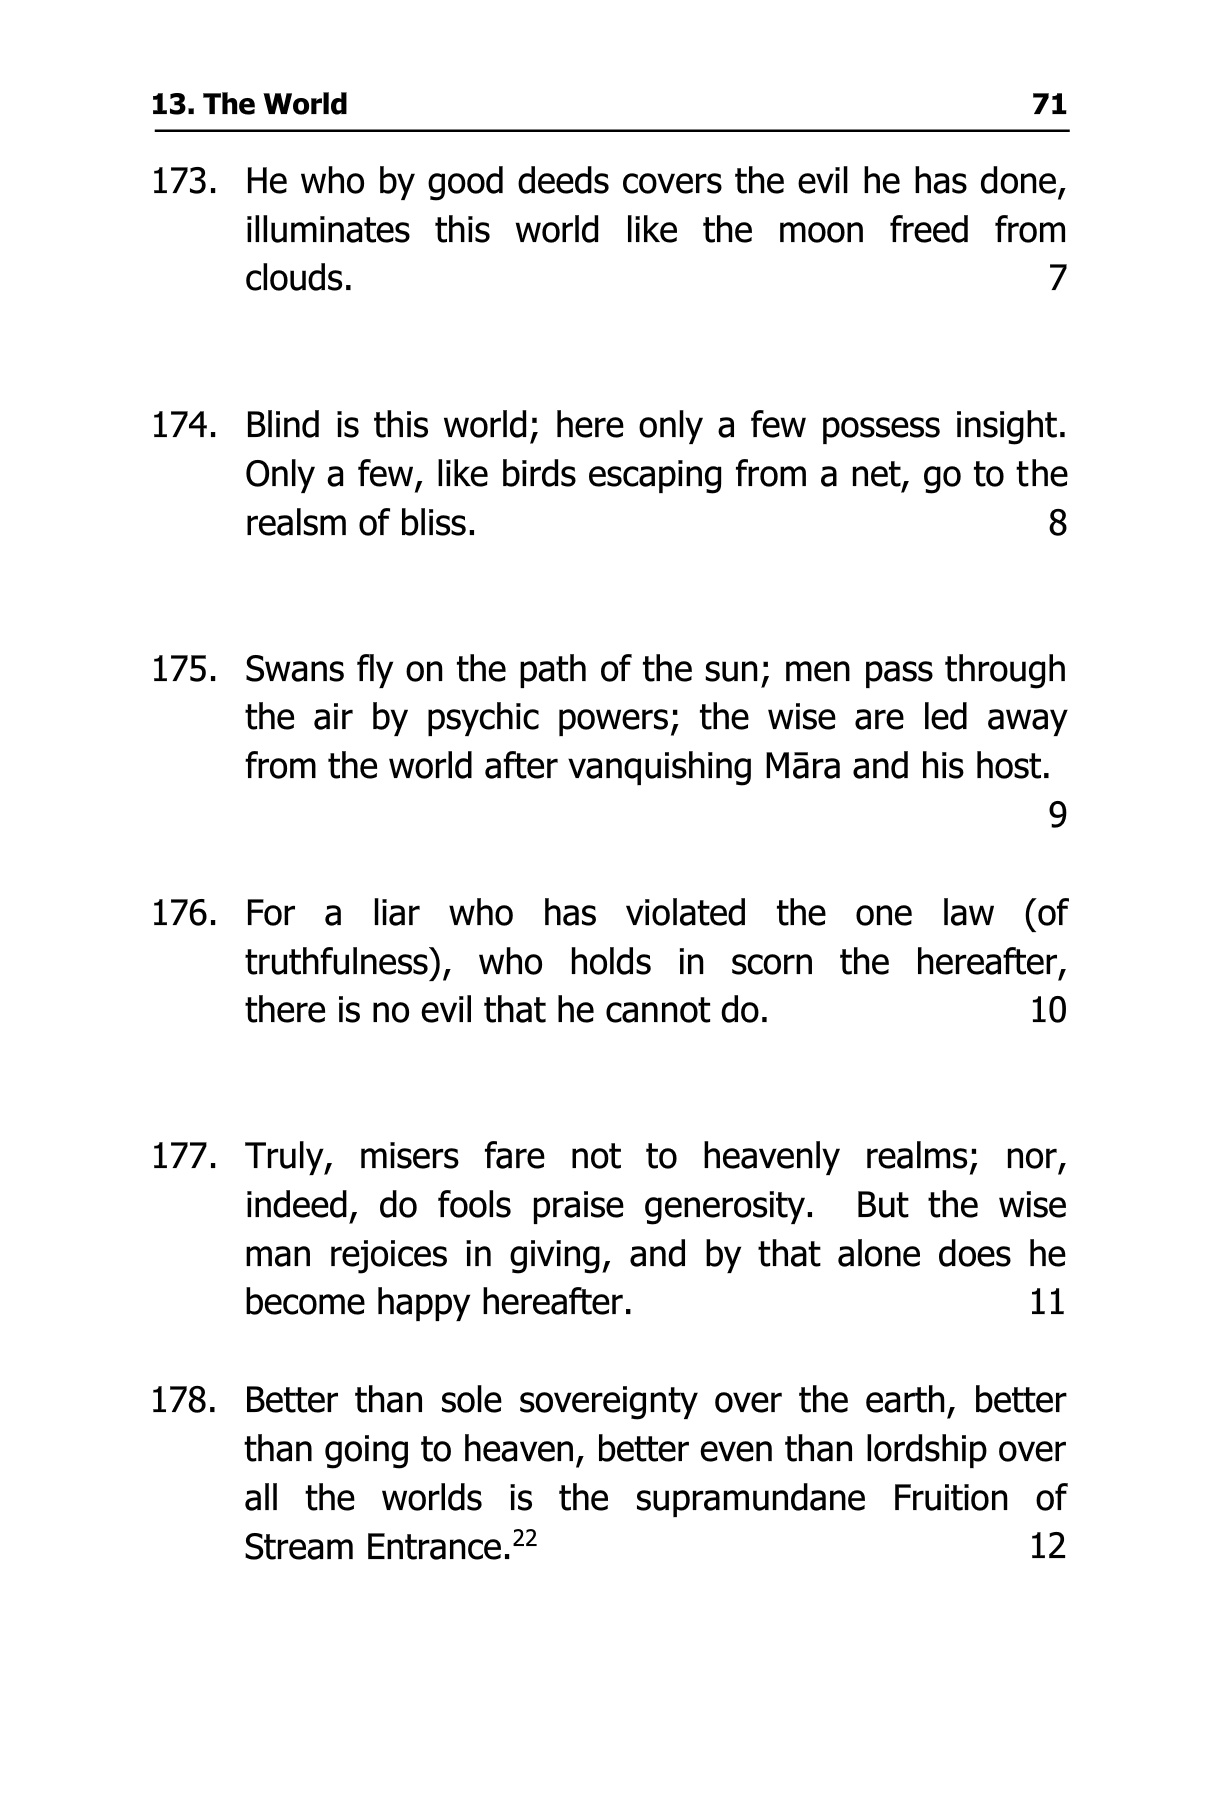 13. The World 71
173. He who by good deeds covers the evil he has done,
illuminates this world like the moon freed from
clouds. 7
174. Blind is this world; here only a few possess insight.
Only a few, like birds escaping from a net, go to the
realsm of bliss. 8
175. Swans fly on the path of the sun; men pass through
the air by psychic powers; the wise are led away
from the world after vanquishing Māra and his host.
9
176. For a liar who has violated the one law (of
truthfulness), who holds in scorn the hereafter,
there is no evil that he cannot do. 10
177. Truly, misers fare not to heavenly realms; nor,
indeed, do fools praise generosity. But the wise
man rejoices in giving, and by that alone does he
become happy hereafter. 11
178. Better than sole sovereignty over the earth, better
than going to heaven, better even than lordship over
all the worlds is the supramundane Fruition of
Stream Entrance.²² 12